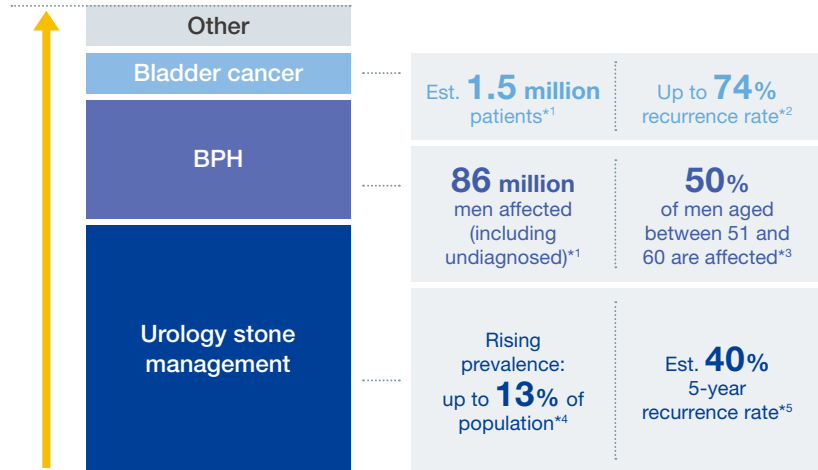 Other
Bladder cancer
Est. 1.5 million
patients*1
Up to 74%
recurrence rate*2
BPH
86 million
men affected
(including
undiagnosed)*1
50%
of men aged
between 51 and
60 are affected*3
Urology stone
management
Rising
prevalence:
up to 13% of
population*4
Est. 40%
5-year
recurrence rate*5